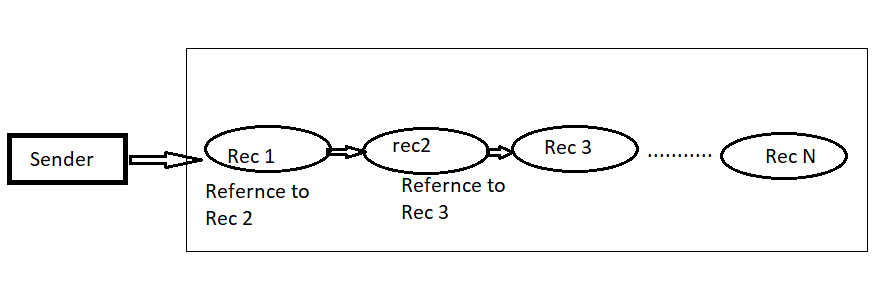 Sender
Rec 1
rec2
Rec 3
...........
Rec N
Refernce to
Rec 2
Refernce to
Rec 3